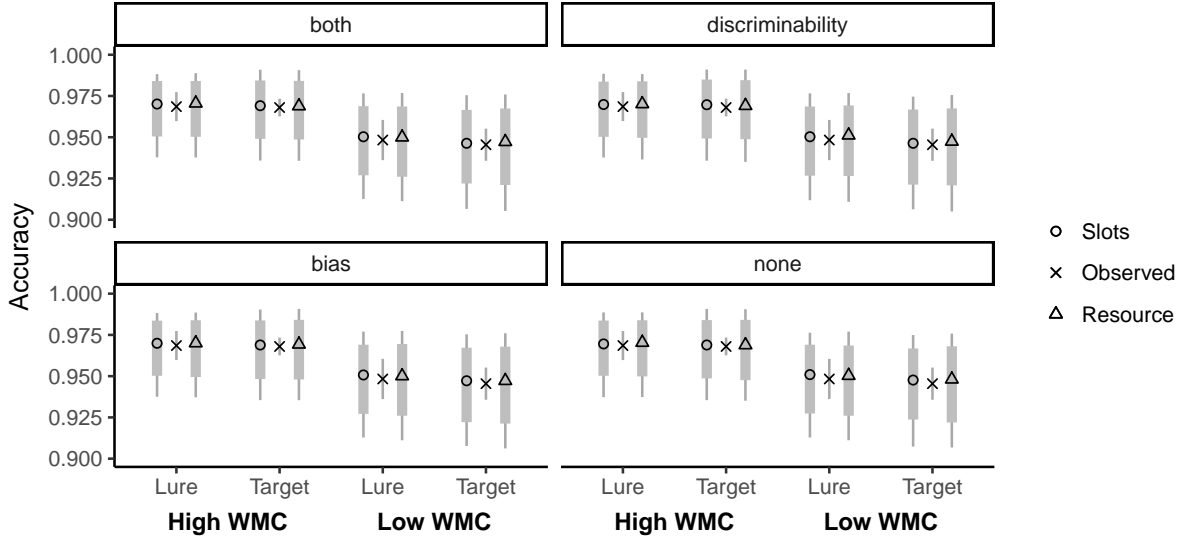 both
discriminability
1.000
0.975
0.950
0.925
0.900
Accuracy
Slots
Observed
Resource
bias
none
1.000
0.975
0.950
0.925
0.900
Lure Target Lure Target Lure Target Lure Target
High WMC Low WMC High WMC Low WMC